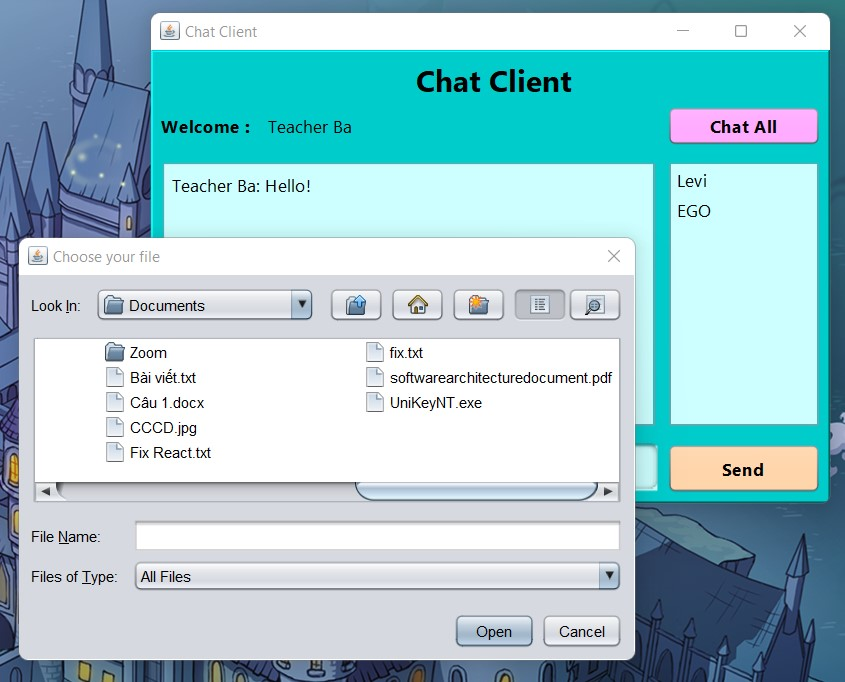 Chat Client
Chat Client
Welcome : Teacher Ba
Chat All
Teacher Ba: Hello!
Levi
EGO
Send
Choose your file
Look In: Documents
Zoom
Bài viết.txt
Câu 1.docx
CCCD.jpg
Fix React.txt
fix.txt
softwarearchitecturedocument.pdf
UniKeyNT.exe
File Name:
Files of Type: All Files
Open Cancel